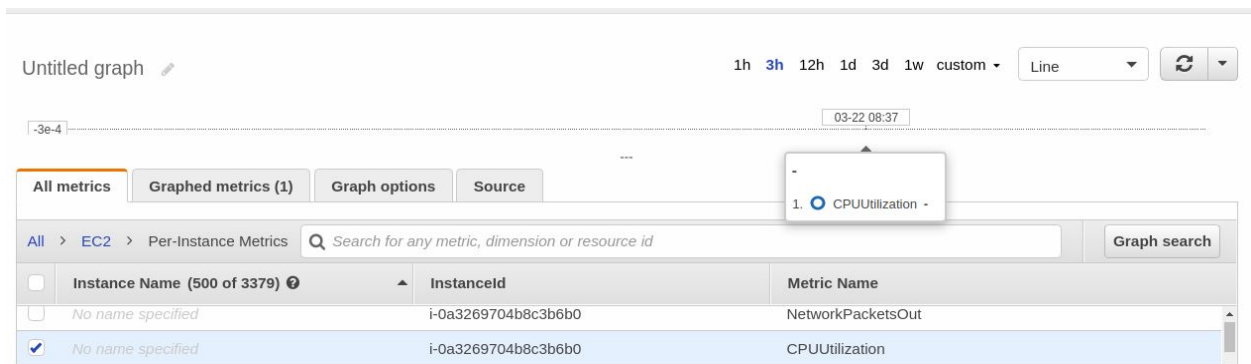 Untitled graph 1h 3h 12h 1d 3d 1w custom Line
03-22 08:37
-3e-4
---
-
1. CPUUtilization -
All metrics Graphed metrics (1) Graph options Source
All > EC2 > Per-Instance Metrics Search for any metric, dimension or resource id Graph search
Instance Name (500 of 3379) ? InstanceId Metric Name
No name specified i-0a3269704b8c3b6b0 NetworkPacketsOut
No name specified i-0a3269704b8c3b6b0 CPUUtilization